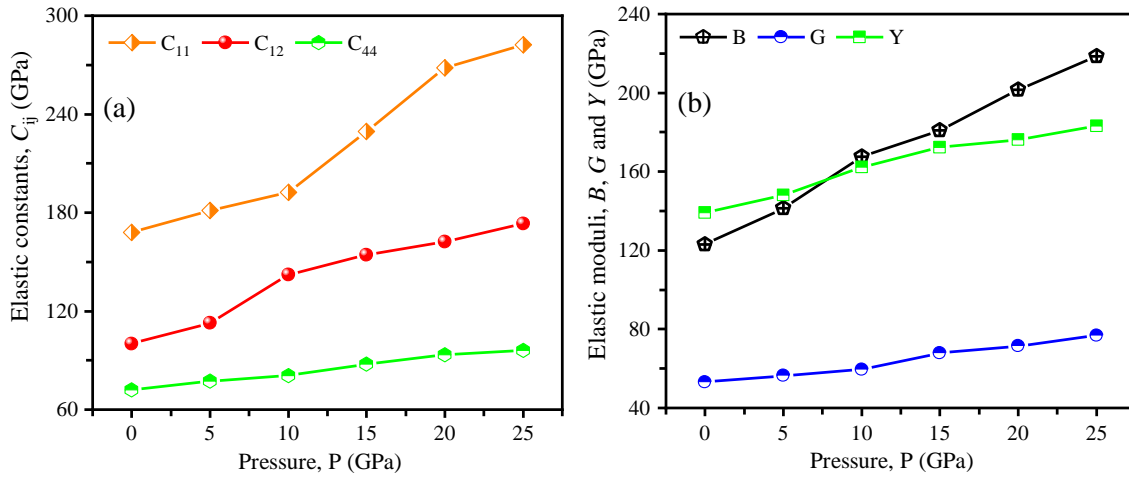 C₁₁ C₁₂ C₄₄
(a)
Elastic constants, Cᵢⱼ (GPa)
300
240
180
120
60
0 5 10 15 20 25
Pressure, P (GPa)
B G Y
(b)
Elastic moduli, B, G and Y (GPa)
240
200
160
120
80
40
0 5 10 15 20 25
Pressure, P (GPa)